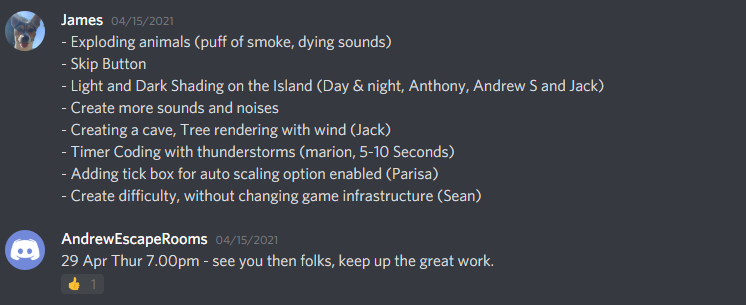 James 04/15/2021
- Exploding animals (puff of smoke, dying sounds)
- Skip Button
- Light and Dark Shading on the Island (Day & night, Anthony, Andrew S and Jack)
- Create more sounds and noises
- Creating a cave, Tree rendering with wind (Jack)
- Timer Coding with thunderstorms (marion, 5-10 Seconds)
- Adding tick box for auto scaling option enabled (Parisa)
- Create difficulty, without changing game infrastructure (Sean)
AndrewEscapeRooms 04/15/2021
29 Apr Thur 7.00pm - see you then folks, keep up the great work.
👍 1